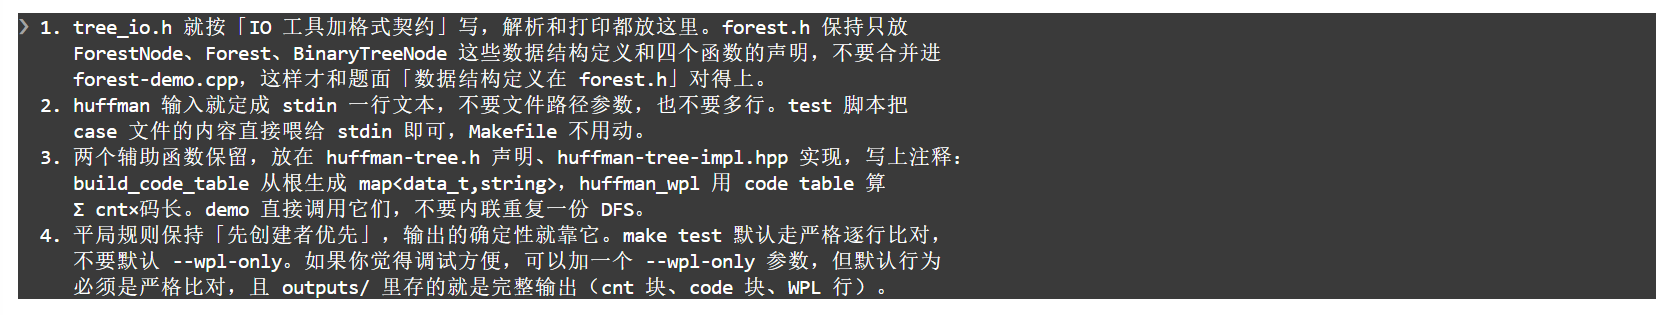 ❯ 1. tree_io.h 就按「IO 工具加格式契约」写，解析和打印都放这里。forest.h 保持只放
ForestNode、Forest、BinaryTreeNode 这些数据结构定义和四个函数的声明，不要合并进
forest-demo.cpp，这样才和题面「数据结构定义在 forest.h」对得上。
2. huffman 输入就定成 stdin 一行文本，不要文件路径参数，也不要多行。test 脚本把
case 文件的内容直接喂给 stdin 即可，Makefile 不用动。
3. 两个辅助函数保留，放在 huffman-tree.h 声明、huffman-tree-impl.hpp 实现，写上注释：
build_code_table 从根生成 map<data_t,string>，huffman_wpl 用 code table 算
Σ cnt×码长。demo 直接调用它们，不要内联重复一份 DFS。
4. 平局规则保持「先创建者优先」，输出的确定性就靠它。make test 默认走严格逐行比对，
不要默认 --wpl-only。如果你觉得调试方便，可以加一个 --wpl-only 参数，但默认行为
必须是严格比对，且 outputs/ 里存的就是完整输出（cnt 块、code 块、WPL 行）。